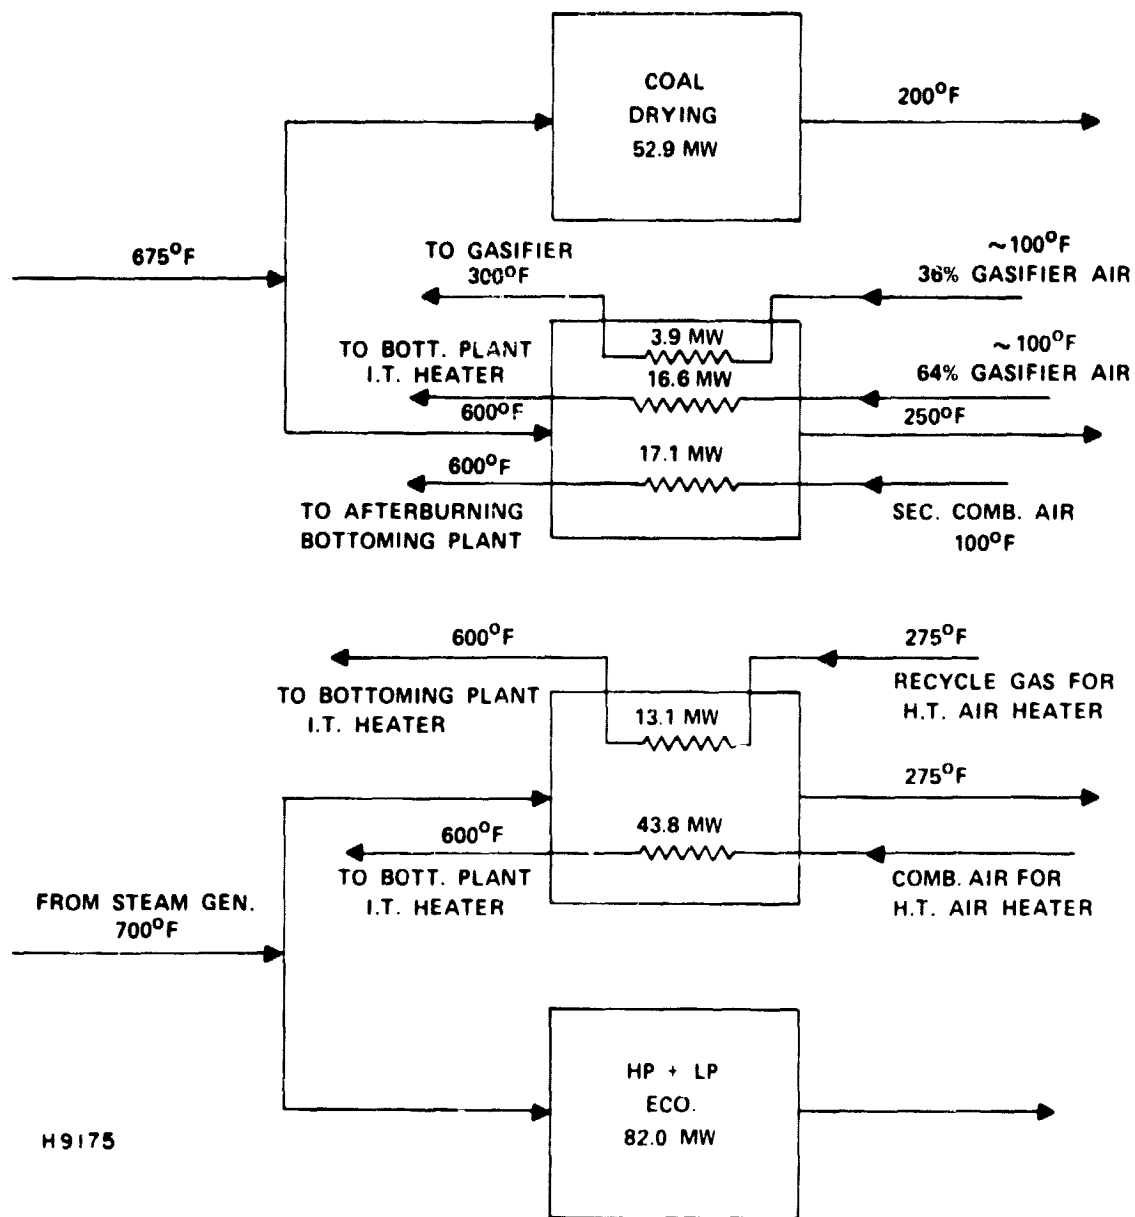 COAL
DRYING
52.9 MW
200°F
675°F
TO GASIFIER
300°F
~100°F
36% GASIFIER AIR
3.9 MW
TO BOTT. PLANT
I.T. HEATER
16.6 MW
~100°F
64% GASIFIER AIR
600°F
250°F
17.1 MW
600°F
TO AFTERBURNING
BOTTOMING PLANT
SEC. COMB. AIR
100°F
600°F
275°F
TO BOTTOMING PLANT
I.T. HEATER
RECYCLE GAS FOR
H.T. AIR HEATER
13.1 MW
275°F
43.8 MW
600°F
TO BOTT. PLANT
I.T. HEATER
COMB. AIR FOR
H.T. AIR HEATER
FROM STEAM GEN.
700°F
HP + LP
ECO.
82.0 MW
H9175